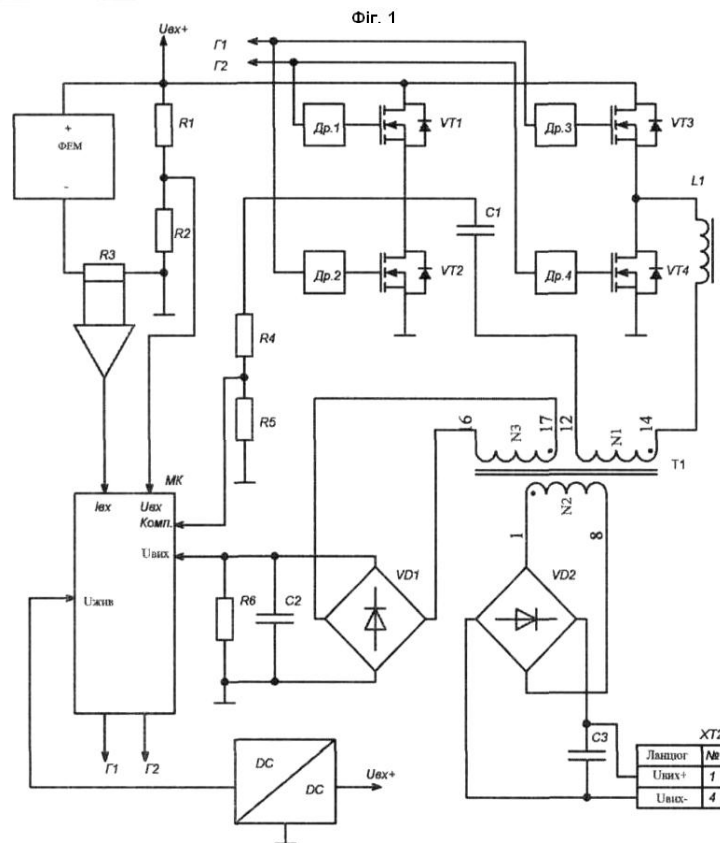 Фіг. 1
Uвх+
Г1
Г2
R1
Др.1
VT1
Др.3
VT3
+
ФЕМ
-
L1
R2
C1
R3
Др.2
VT2
Др.4
VT4
R4
R5
16
N3
17
12
N1
14
T1
МК
Iвх
Uвх
Комп.
N2
1
8
Uвих
VD1
VD2
R6
C2
Uжив
C3
XT2
Г1
Г2
DC
DC
Uвх+
Ланцюг
№
Uвих+
1
Uвих-
4